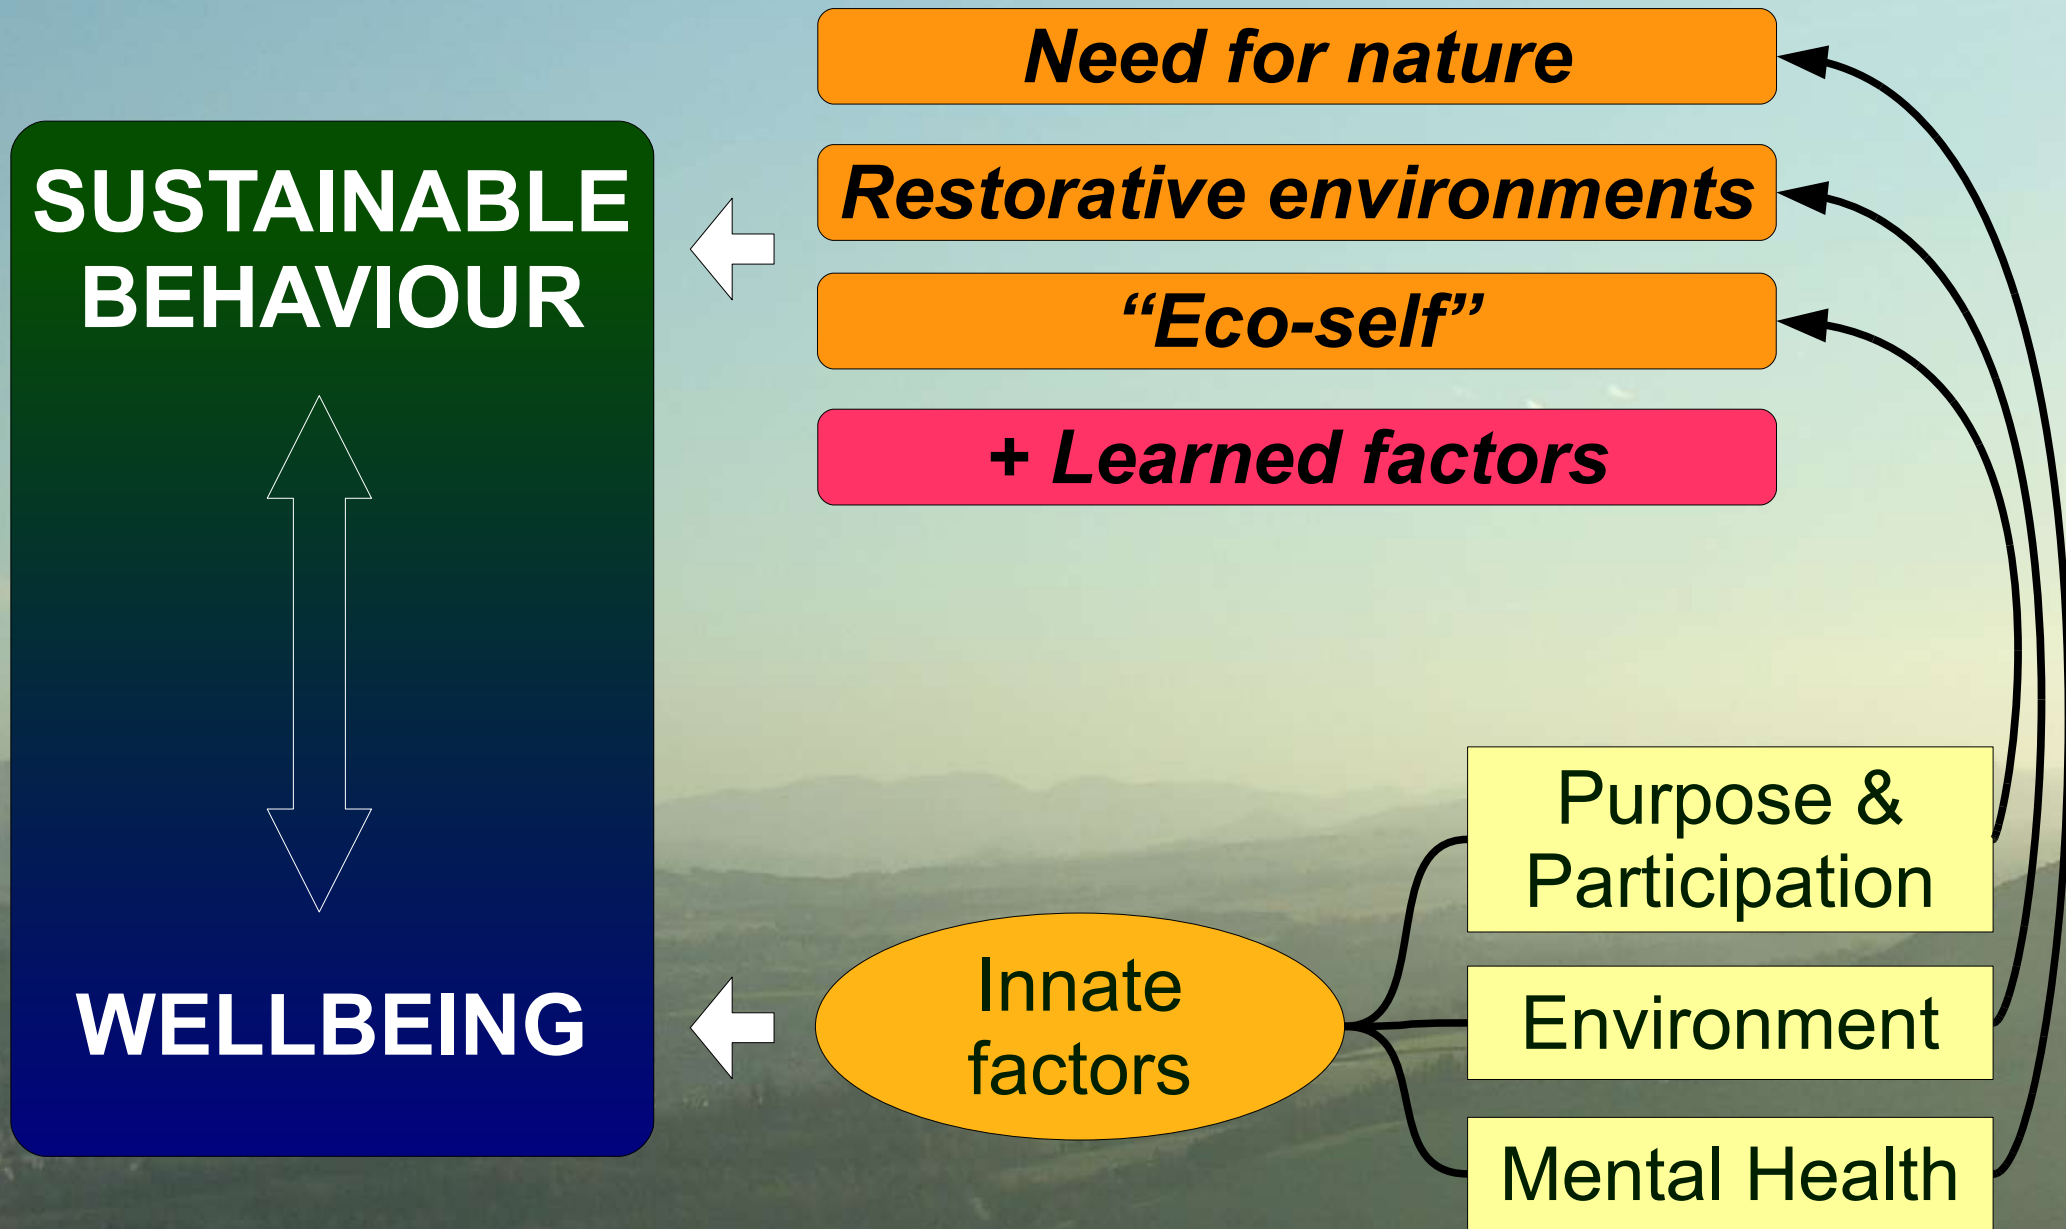 SUSTAINABLE
BEHAVIOUR
WELLBEING
Need for nature
Restorative environments
“Eco-self”
+ Learned factors
Innate
factors
Purpose &
Participation
Environment
Mental Health